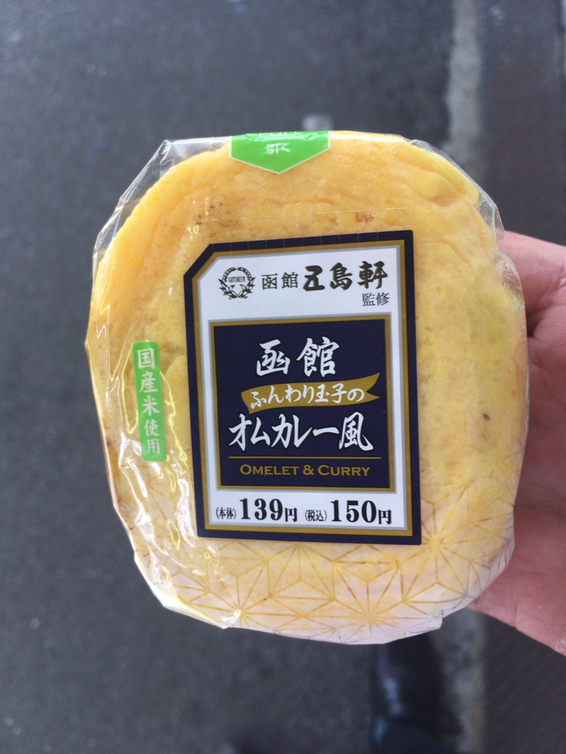 引く
函館 五島軒
監修
函館
ふんわり玉子の
オムカレー風
OMELET & CURRY
(本体) 139円 (税込) 150円
国産米使用